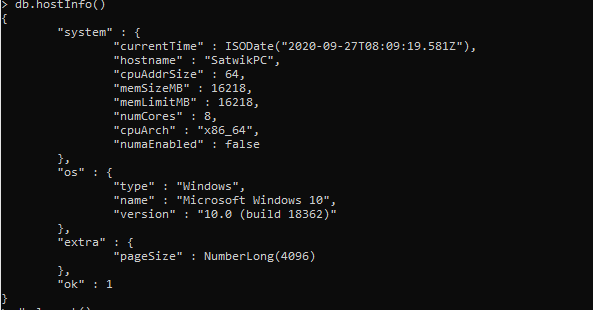 > db.hostInfo()
{
        "system" : {
                "currentTime" : ISODate("2020-09-27T08:09:19.581Z"),
                "hostname" : "SatwikPC",
                "cpuAddrSize" : 64,
                "memSizeMB" : 16218,
                "memLimitMB" : 16218,
                "numCores" : 8,
                "cpuArch" : "x86_64",
                "numaEnabled" : false
        },
        "os" : {
                "type" : "Windows",
                "name" : "Microsoft Windows 10",
                "version" : "10.0 (build 18362)"
        },
        "extra" : {
                "pageSize" : NumberLong(4096)
        },
        "ok" : 1
}